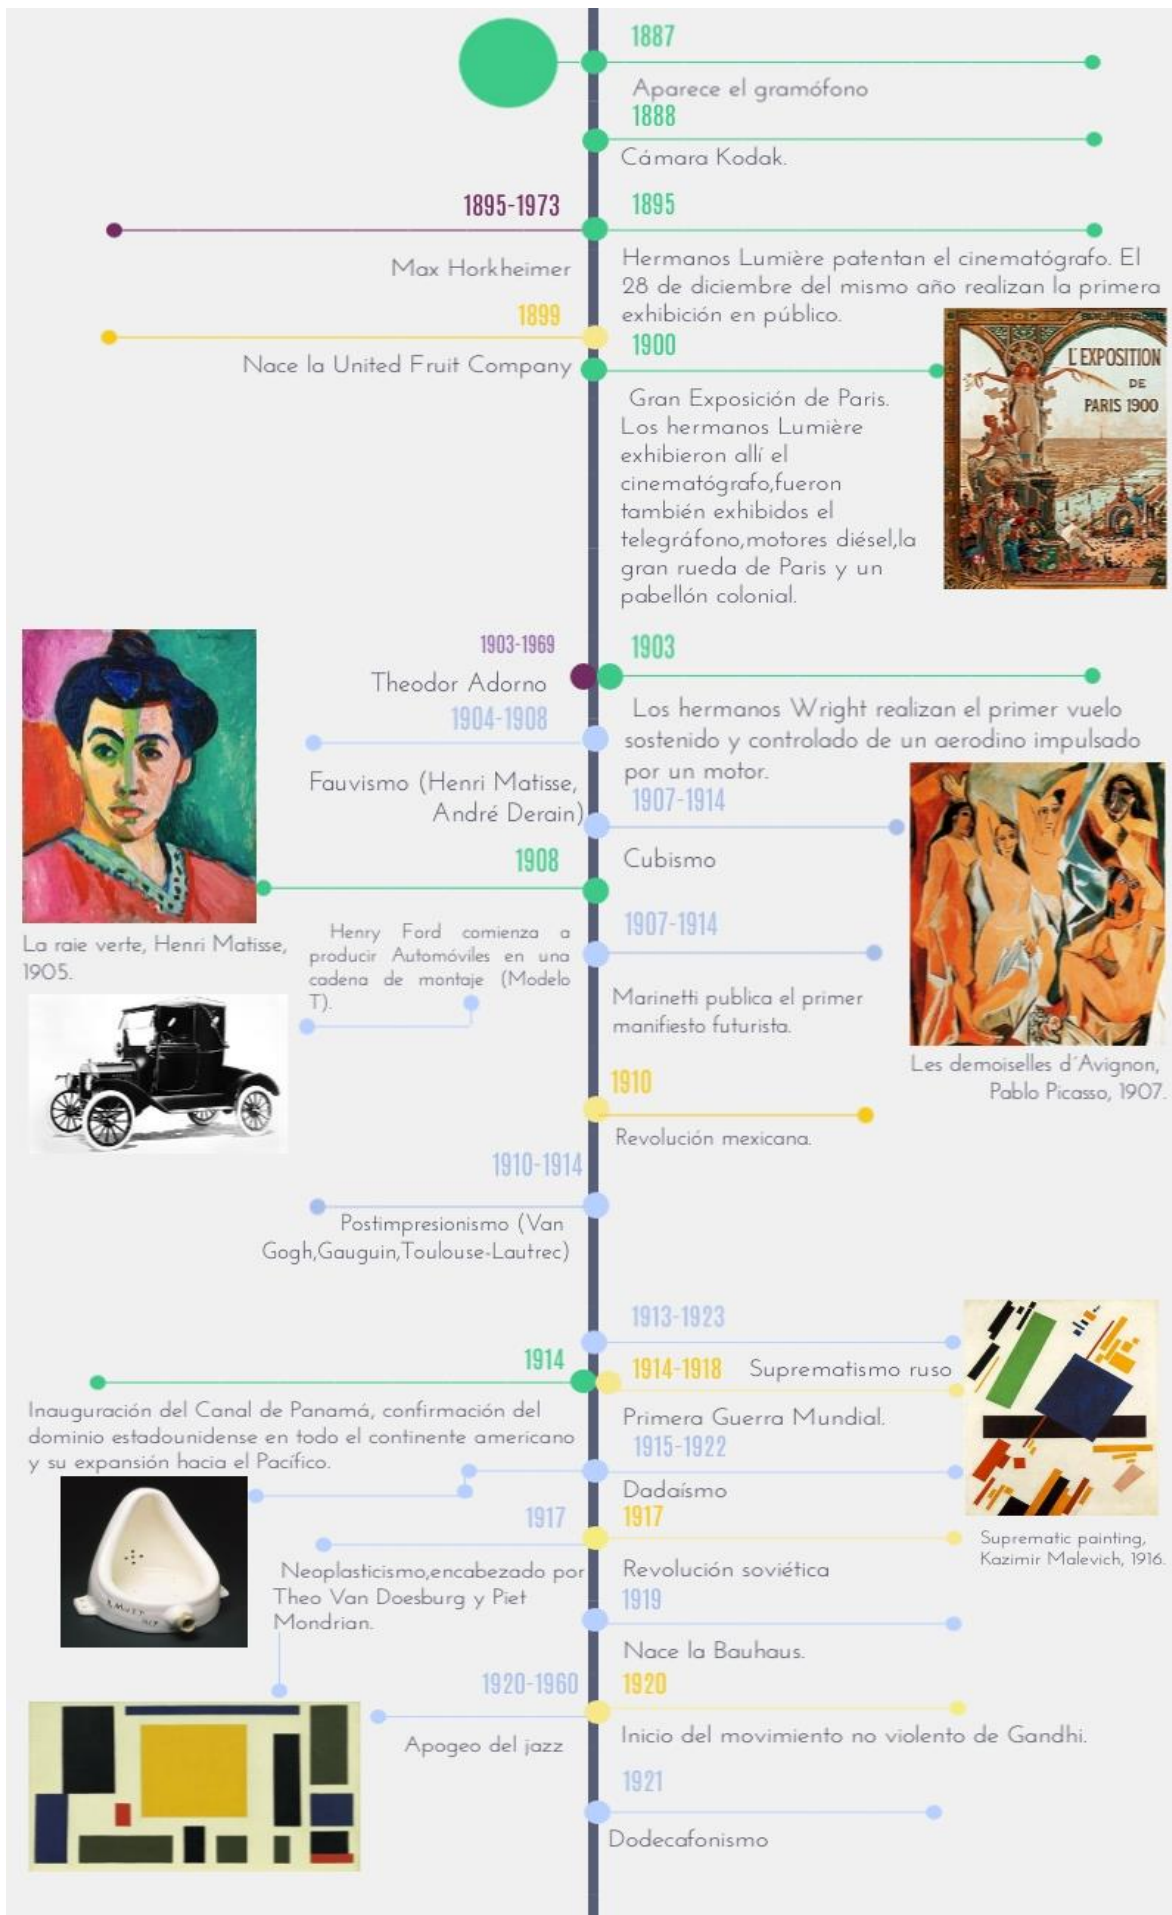 1887
Aparece el gramófono
1888
Cámara Kodak.
1895-1973
Max Horkheimer
1895
Hermanos Lumière patentan el cinematógrafo. El
28 de diciembre del mismo año realizan la primera
exhibición en público.
1899
Nace la United Fruit Company
1900
Gran Exposición de Paris.
Los hermanos Lumière
exhibieron allí el
cinematógrafo,fueron
también exhibidos el
telegráfono,motores diésel,la
gran rueda de Paris y un
pabellón colonial.
L'EXPOSITION
DE
PARIS 1900
1903-1969
Theodor Adorno
1903
Los hermanos Wright realizan el primer vuelo
sostenido y controlado de un aerodino impulsado
por un motor.
1904-1908
Fauvismo (Henri Matisse,
André Derain)
1907-1914
Cubismo
1908
Henry Ford comienza a
producir Automóviles en una
cadena de montaje (Modelo
T).
La raie verte, Henri Matisse,
1905.
1907-1914
Marinetti publica el primer
manifiesto futurista.
Les demoiselles d´Avignon,
Pablo Picasso, 1907.
1910
Revolución mexicana.
1910-1914
Postimpresionismo (Van
Gogh,Gauguin,Toulouse-Lautrec)
1913-1923
Suprematismo ruso
1914
Inauguración del Canal de Panamá, confirmación del
dominio estadounidense en todo el continente americano
y su expansión hacia el Pacífico.
1914-1918
Primera Guerra Mundial.
1915-1922
Dadaísmo
R.MUTT
1917
1917
Neoplasticismo,encabezado por
Theo Van Doesburg y Piet
Mondrian.
1917
Revolución soviética
Suprematic painting,
Kazimir Malevich, 1916.
1919
Nace la Bauhaus.
1920-1960
Apogeo del jazz
1920
Inicio del movimiento no violento de Gandhi.
1921
Dodecafonismo